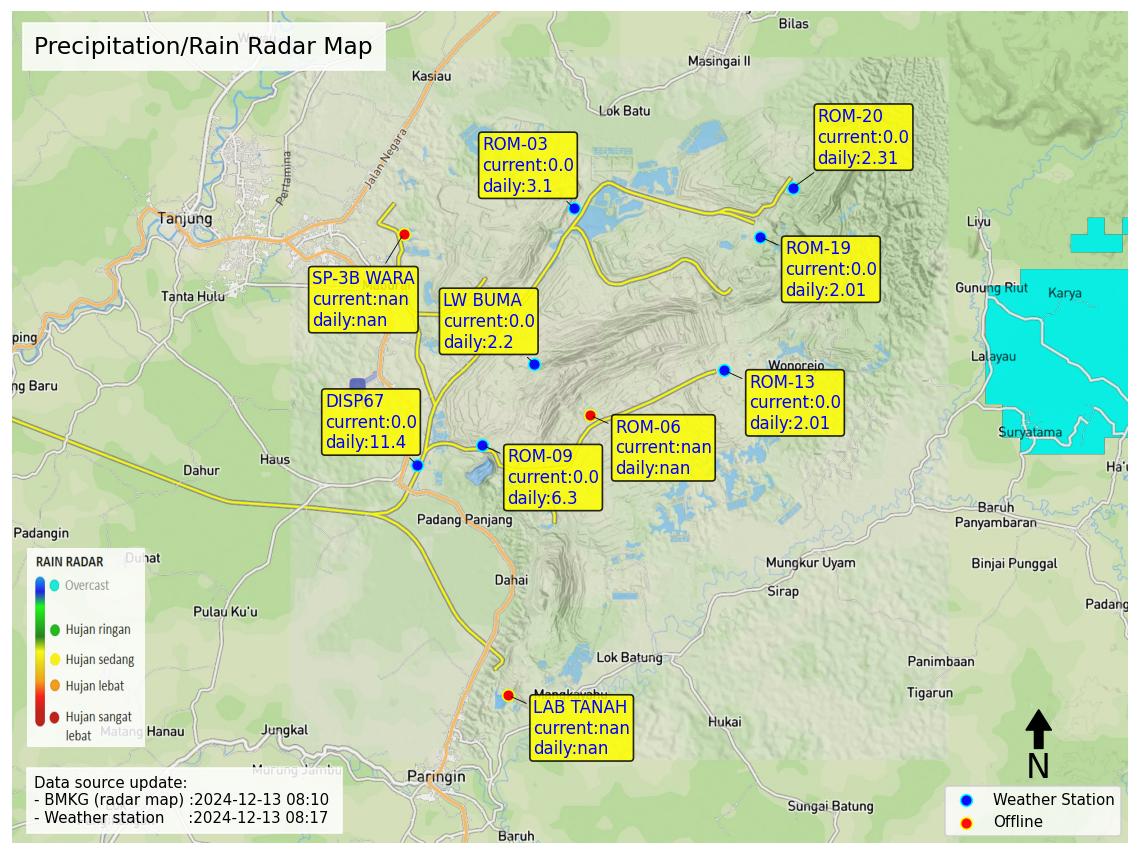 Precipitation/Rain Radar Map
Bilas
Masingai II
Kasiau
Lok Batu
Jalan Negara
Pertamina
Tanjung
Tanta Hulu
ROM-03
current:0.0
daily:3.1
ROM-20
current:0.0
daily:2.31
ROM-19
current:0.0
daily:2.01
SP-3B WARA
current:nan
daily:nan
LW BUMA
current:0.0
daily:2.2
Liyu
Gunung Riut
Karya
Lalayau
Suryatama
ping
ng Baru
Wonorejo
ROM-13
current:0.0
daily:2.01
DISP67
current:0.0
daily:11.4
ROM-06
current:nan
daily:nan
ROM-09
current:0.0
daily:6.3
Haus
Dahur
Ha'u
Padang Panjang
Baruh
Panyambaran
Padangin
Duhat
Binjai Punggal
Mungkur Uyam
Dahai
Sirap
Padang
Pulau Ku'u
RAIN RADAR
Overcast
Hujan ringan
Hujan sedang
Hujan lebat
Hujan sangat
lebat
Lok Batung
Panimbaan
Tigarun
Mangkayahu
LAB TANAH
current:nan
daily:nan
Hukai
Matang Hanau
Jungkal
Murung Jambu
Paringin
Sungai Batung
Baruh
N
Data source update:
- BMKG (radar map) :2024-12-13 08:10
- Weather station :2024-12-13 08:17
Weather Station
Offline